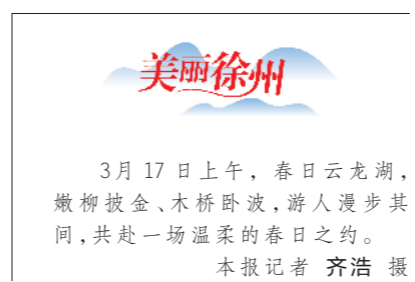 美丽徐州
3月17日上午，春日云龙湖，
嫩柳披金、木桥卧波，游人漫步其
间，共赴一场温柔的春日之约。
本报记者 齐浩 摄